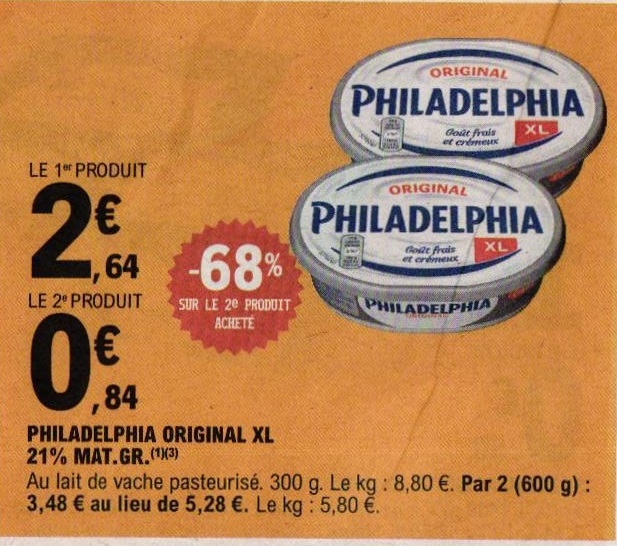 ORIGINAL
PHILADELPHIA
Goût frais
et crémeux
XL
ORIGINAL
PHILADELPHIA
Goût frais
et crémeux
XL
PHILADELPHIA
LE 1er PRODUIT
2€,64
-68%
SUR LE 2e PRODUIT
ACHETÉ
LE 2e PRODUIT
0€,84
PHILADELPHIA ORIGINAL XL
21% MAT.GR.(1)(3)
Au lait de vache pasteurisé. 300 g. Le kg : 8,80 €. Par 2 (600 g) :
3,48 € au lieu de 5,28 €. Le kg : 5,80 €.